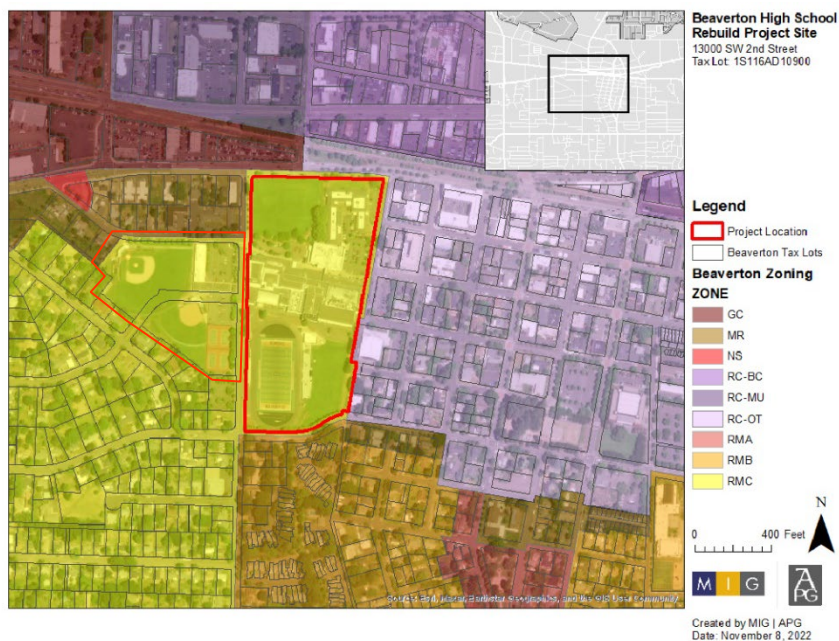 Beaverton High School
Rebuild Project Site
13000 SW 2nd Street
Tax Lot: 1S116AD10900
Legend
Project Location
Beaverton Tax Lots
Beaverton Zoning
ZONE
GC
MR
NS
RC-BC
RC-MU
RC-OT
RMA
RMB
RMC
N
0 400 Feet
M I G
APG
Created by MIG | APG
Date: November 8, 2022